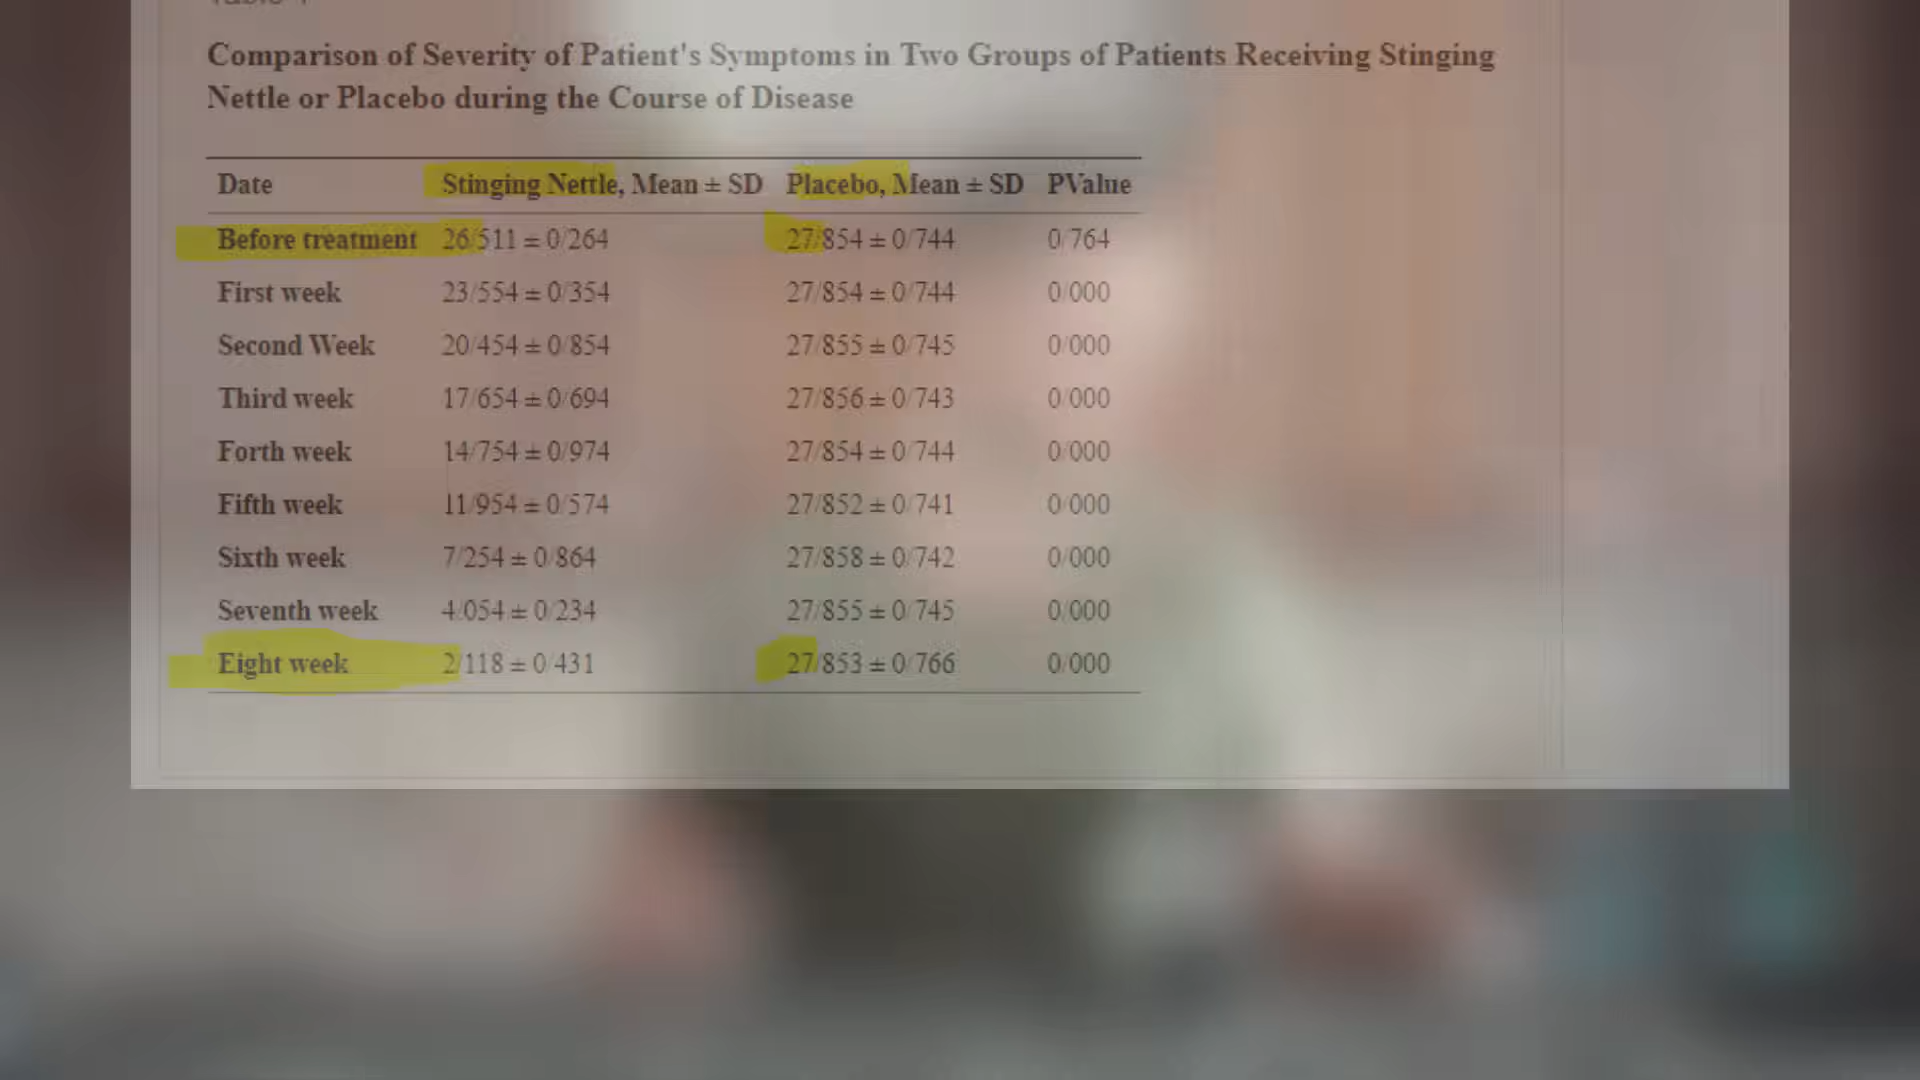 Comparison of Severity of Patient's Symptoms in Two Groups of Patients Receiving Stinging
Nettle or Placebo during the Course of Disease
Date Stinging Nettle, Mean ± SD Placebo, Mean ± SD PValue
Before treatment 26/511 ± 0/264 27/854 ± 0/744 0/764
First week 23/554 ± 0/354 27/854 ± 0/744 0/000
Second Week 20/454 ± 0/854 27/855 ± 0/745 0/000
Third week 17/654 ± 0/694 27/856 ± 0/743 0/000
Forth week 14/754 ± 0/974 27/854 ± 0/744 0/000
Fifth week 11/954 ± 0/574 27/852 ± 0/741 0/000
Sixth week 7/254 ± 0/864 27/858 ± 0/742 0/000
Seventh week 4/054 ± 0/234 27/855 ± 0/745 0/000
Eight week 2/118 ± 0/431 27/853 ± 0/766 0/000